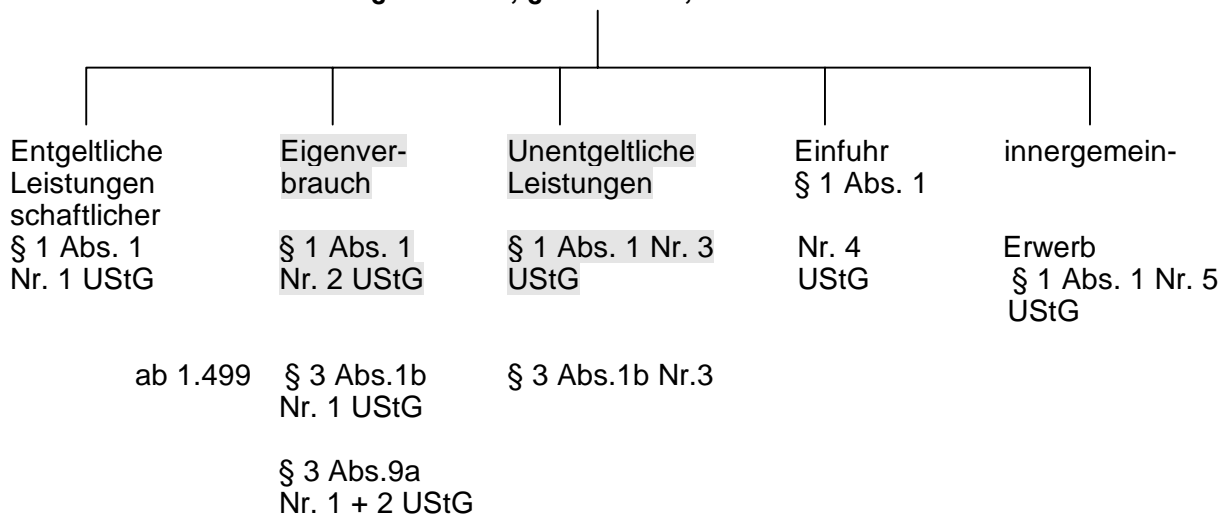 Entgeltliche
Leistungen
schaftlicher
§ 1 Abs. 1
Nr. 1 UStG
Eigenver-
brauch
§ 1 Abs. 1
Nr. 2 UStG
Unentgeltliche
Leistungen
§ 1 Abs. 1 Nr. 3
UStG
Einfuhr
§ 1 Abs. 1
Nr. 4
UStG
innergemein-
Erwerb
§ 1 Abs. 1 Nr. 5
UStG
ab 1.499
§ 3 Abs.1b
Nr. 1 UStG
§ 3 Abs.9a
Nr. 1 + 2 UStG
§ 3 Abs.1b Nr.3